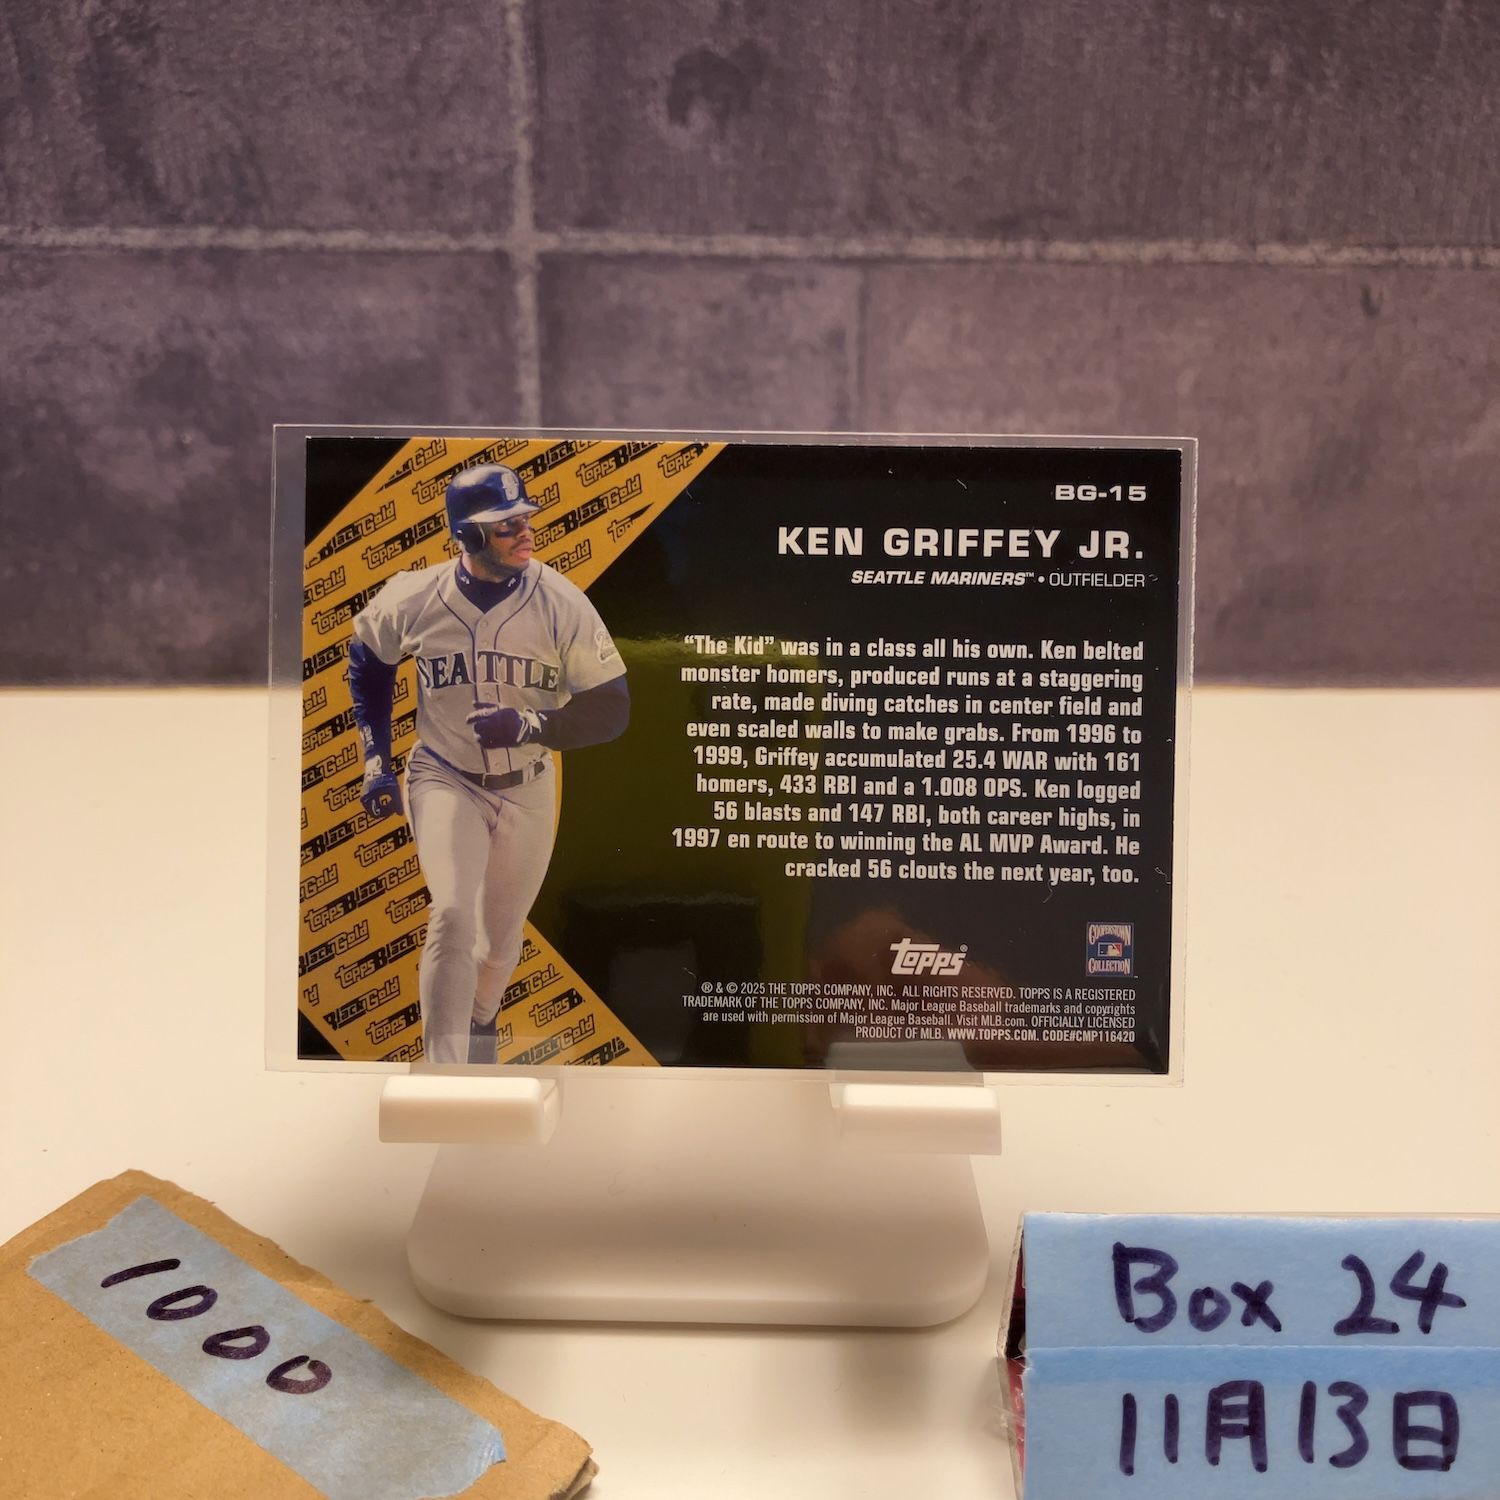 BG-15
KEN GRIFFEY JR.
SEATTLE MARINERS™ • OUTFIELDER
"The Kid" was in a class all his own. Ken belted
monster homers, produced runs at a staggering
rate, made diving catches in center field and
even scaled walls to make grabs. From 1996 to
1999, Griffey accumulated 25.4 WAR with 161
homers, 433 RBI and a 1.008 OPS. Ken logged
56 blasts and 147 RBI, both career highs, in
1997 en route to winning the AL MVP Award. He
cracked 56 clouts the next year, too.
SEATTLE
Topps Black Gold
topps®
COOPERSTOWN
COLLECTION
® & © 2025 THE TOPPS COMPANY, INC. ALL RIGHTS RESERVED. TOPPS IS A REGISTERED
TRADEMARK OF THE TOPPS COMPANY, INC. Major League Baseball trademarks and copyrights
are used with permission of Major League Baseball. Visit MLB.com. OFFICIALLY LICENSED
PRODUCT OF MLB. WWW.TOPPS.COM. CODE#CMP116420
1000
Box 24
11月13日